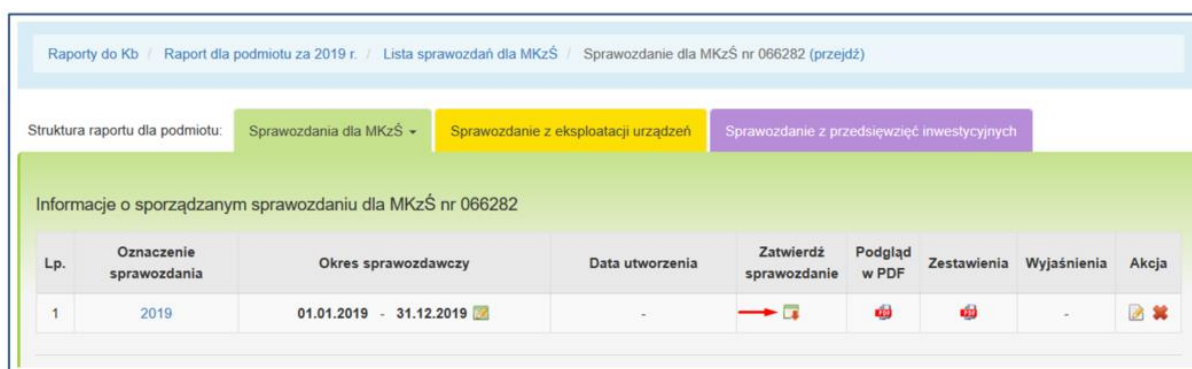 Raporty do Kb / Raport dla podmiotu za 2019 r. / Lista sprawozdań dla MKzŚ / Sprawozdanie dla MKzŚ nr 066282 (przejdź)
Struktura raportu dla podmiotu: Sprawozdania dla MKzŚ Sprawozdanie z eksploatacji urządzeń Sprawozdanie z przedsięwzięć inwestycyjnych
Informacje o sporządzanym sprawozdaniu dla MKzŚ nr 066282
Lp. Oznaczenie sprawozdania Okres sprawozdawczy Data utworzenia Zatwierdź sprawozdanie Podgląd w PDF Zestawienia Wyjaśnienia Akcja
1 2019 01.01.2019 - 31.12.2019 - PDF PDF -